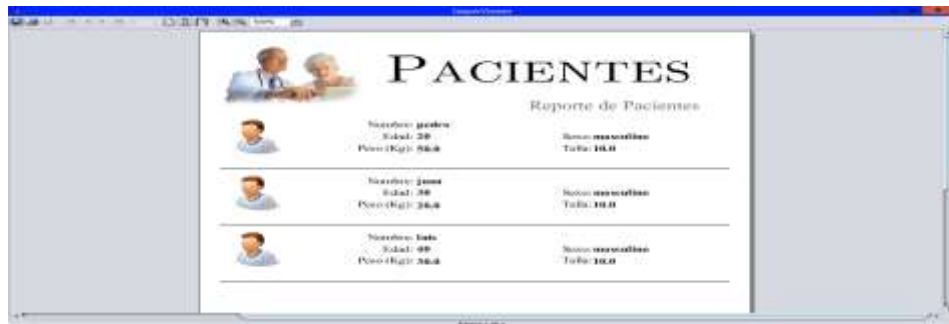 PACIENTES
Reporte de Pacientes
Nombre: pedro
Edad: 20
Sexo: masculino
Peso (Kg): 50.0
Talla: 10.0
Nombre: juan
Edad: 30
Sexo: masculino
Peso (Kg): 50.0
Talla: 10.0
Nombre: luis
Edad: 40
Sexo: masculino
Peso (Kg): 50.0
Talla: 10.0